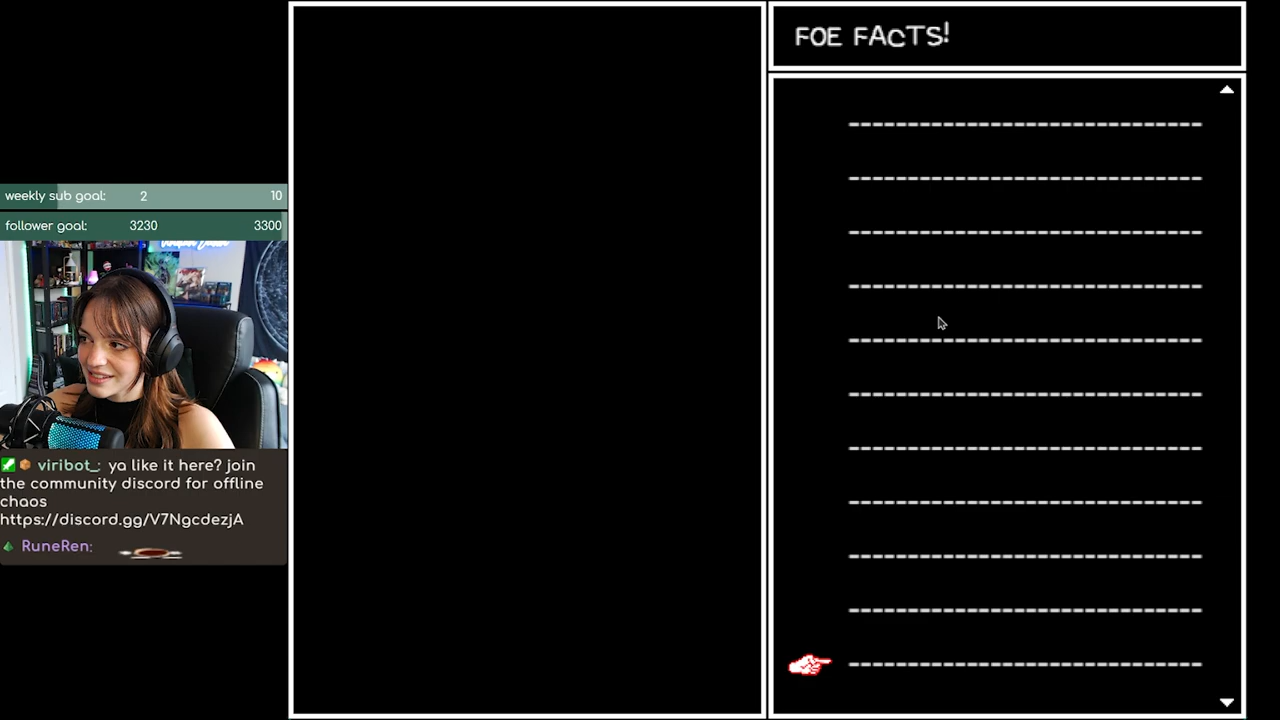 FOE FACTS!
weekly sub goal: 2 10
follower goal: 3230 3300
viribot_: ya like it here? join
the community discord for offline
chaos
https://discord.gg/V7NgcdezjA
RuneRen:
------------------------------
------------------------------
------------------------------
------------------------------
------------------------------
------------------------------
------------------------------
------------------------------
------------------------------
------------------------------
------------------------------